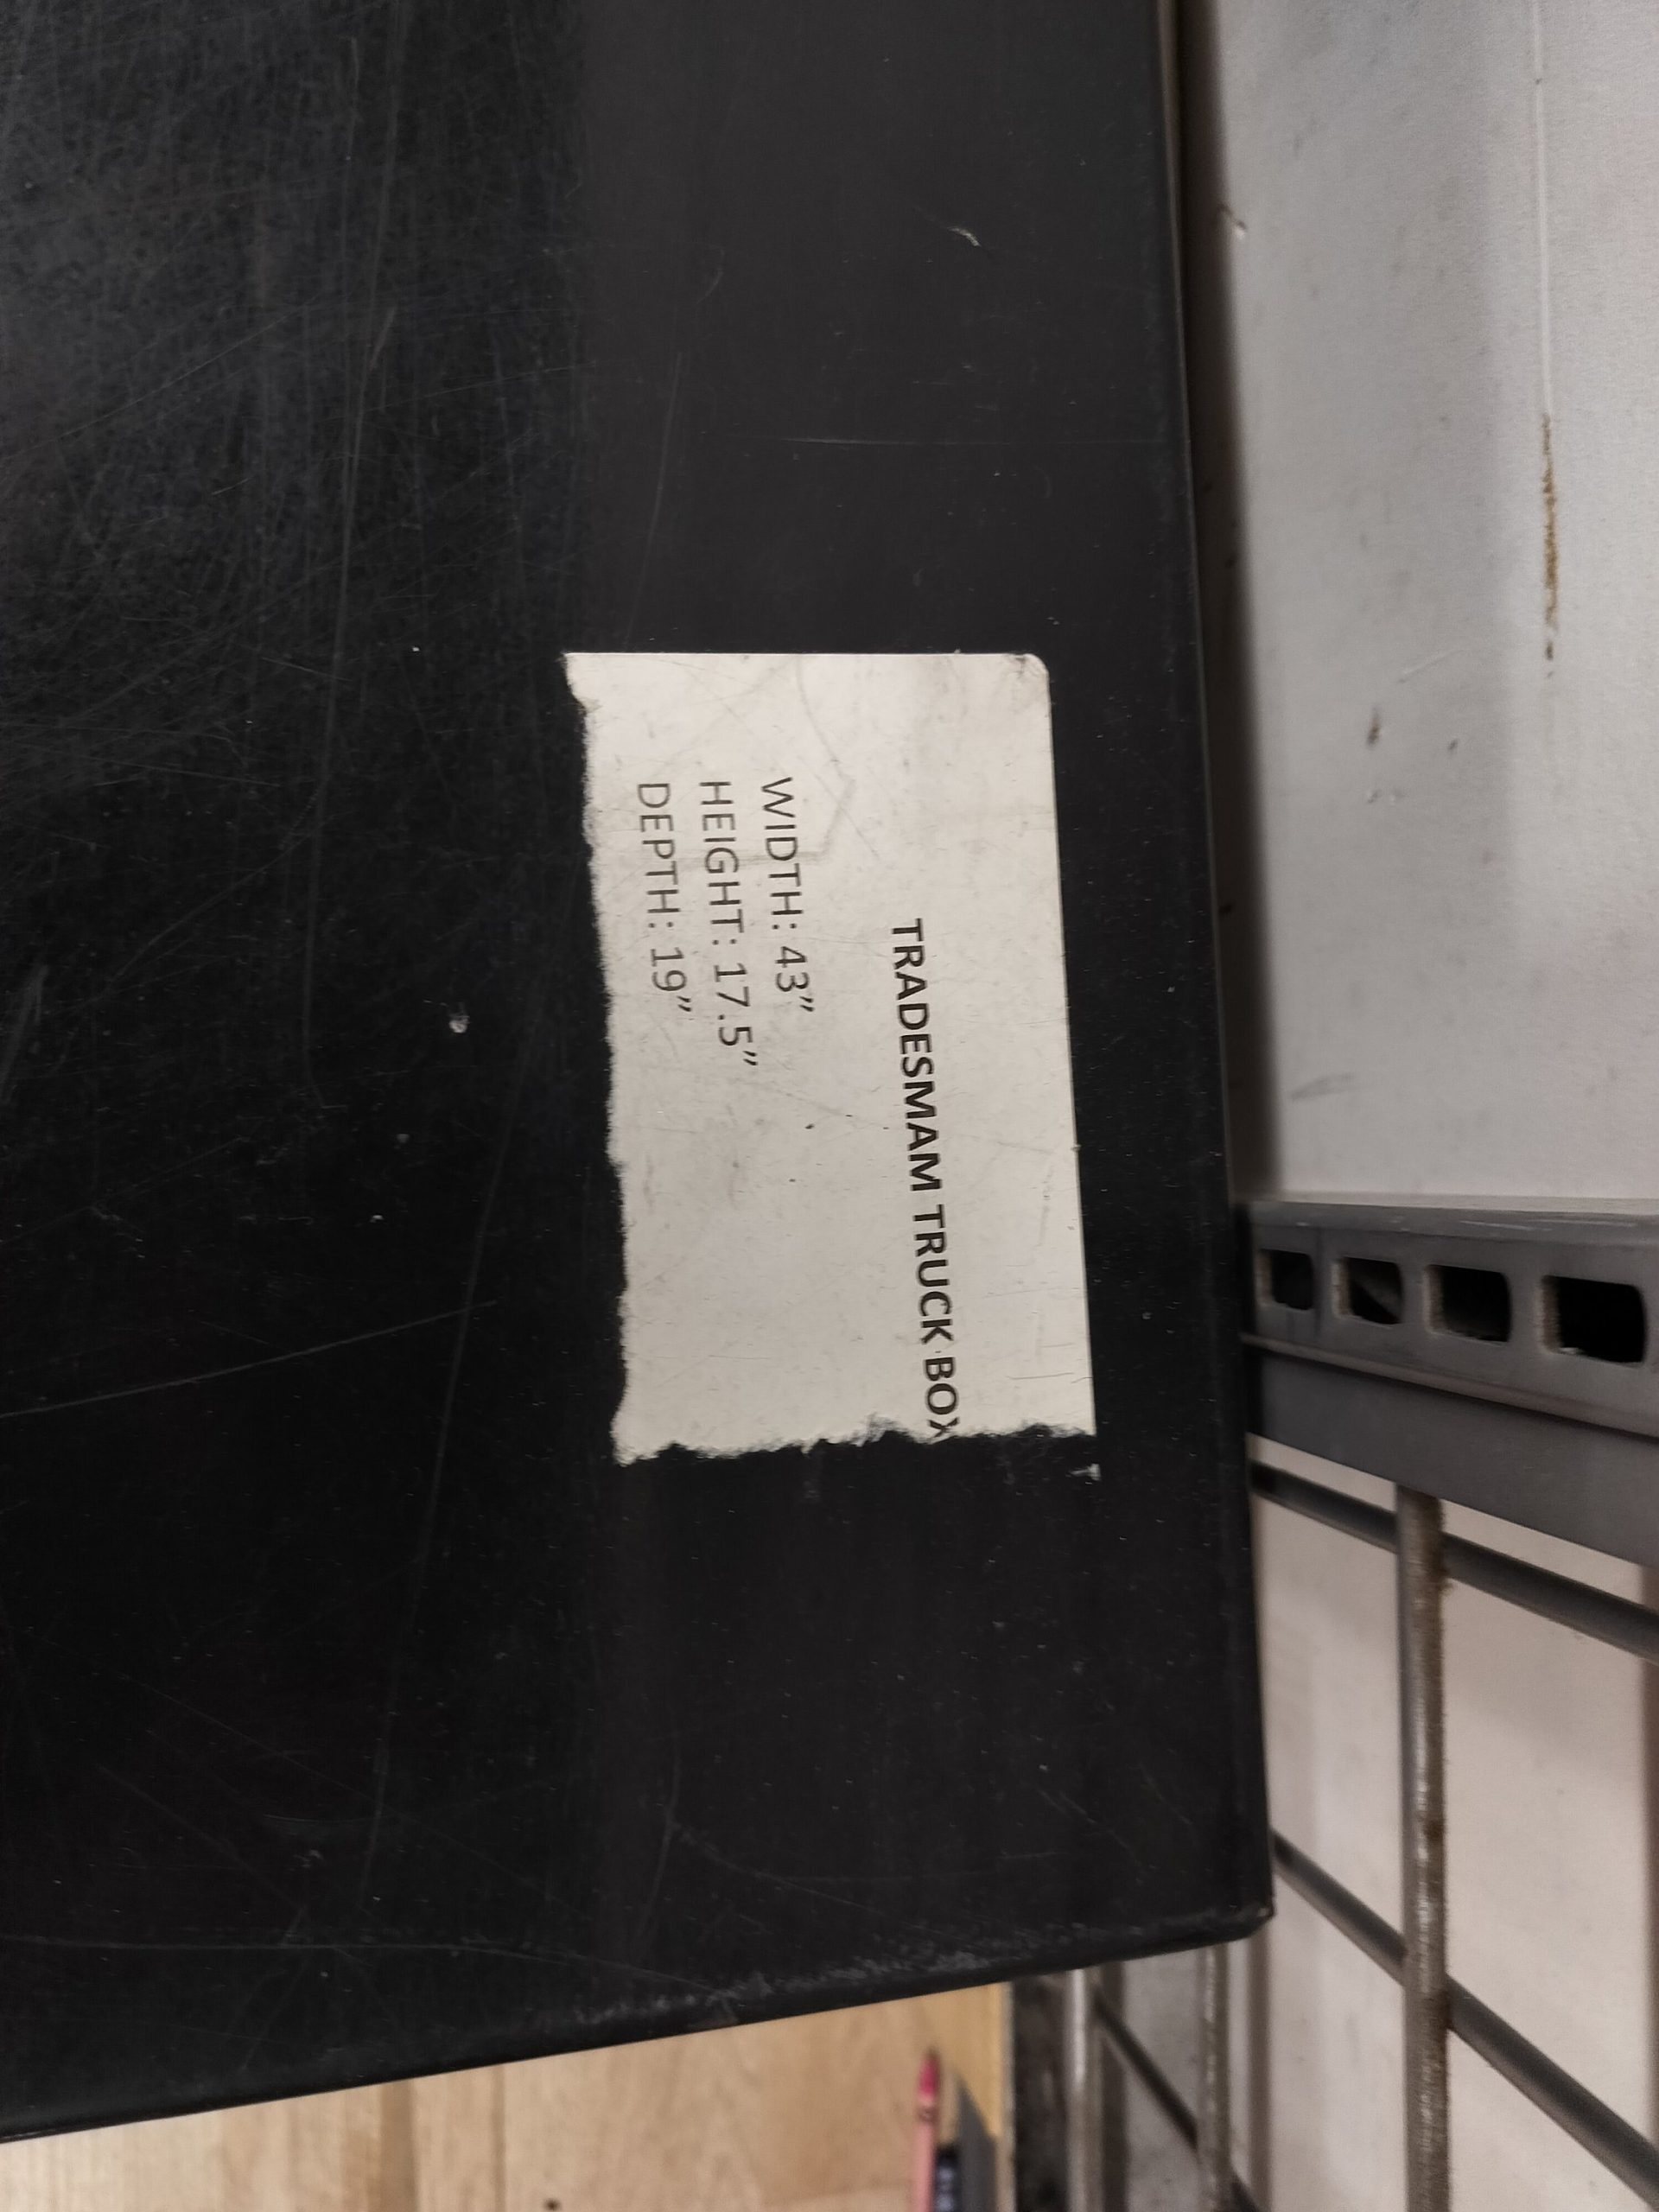 TRADESMAM TRUCK BOX
WIDTH: 43”
HEIGHT: 17.5”
DEPTH: 19”